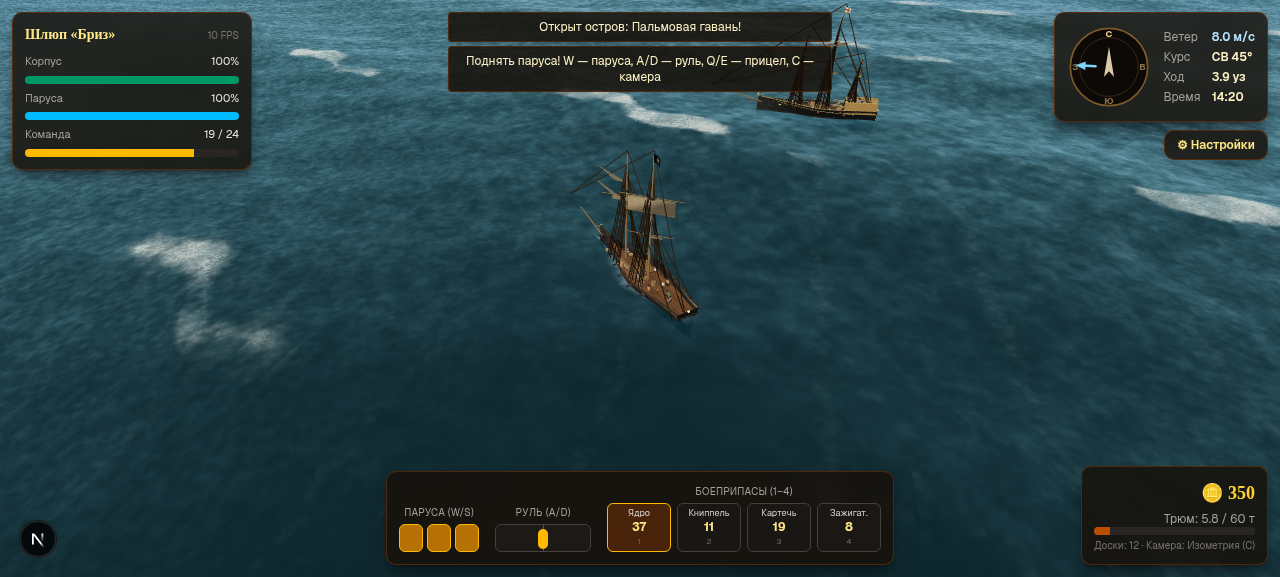 Шлюп «Бриз»
10 FPS
Корпус
100%
Паруса
100%
Команда
19 / 24
Открыт остров: Пальмовая гавань!
Поднять паруса! W — паруса, A/D — руль, Q/E — прицел, C —
камера
С
З
В
Ю
Ветер
8.0 м/с
Курс
СВ 45°
Ход
3.9 уз
Время
14:20
⚙ Настройки
ПАРУСА (W/S)
РУЛЬ (A/D)
БОЕПРИПАСЫ (1–4)
Ядро
37
1
Книппель
11
2
Картечь
19
3
Зажигат.
8
4
350
Трюм: 5.8 / 60 т
Доски: 12 · Камера: Изометрия (C)
N